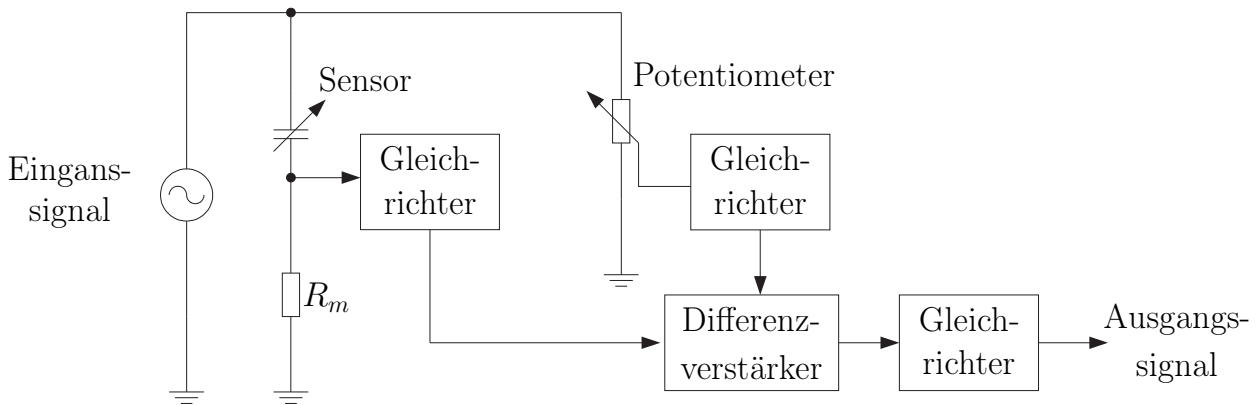 Sensor
Potentiometer
Eingans-
signal
Gleich-
richter
Gleich-
richter
R_m
Differenz-
verstärker
Gleich-
richter
Ausgangs-
signal